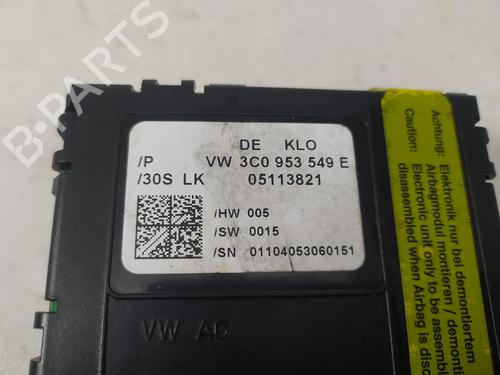 B-PARTS
DE KLO
/P VW 3C0 953 549 E
/30S LK 05113821
/HW 005
/SW 0015
/SN 01104053060151
VW AG
Achtung:
Elektronik nur bei demontiertem
Airbagmodul montieren / demonti
Caution:
Electronic unit only to be assemb
disassembled when Airbag is disc